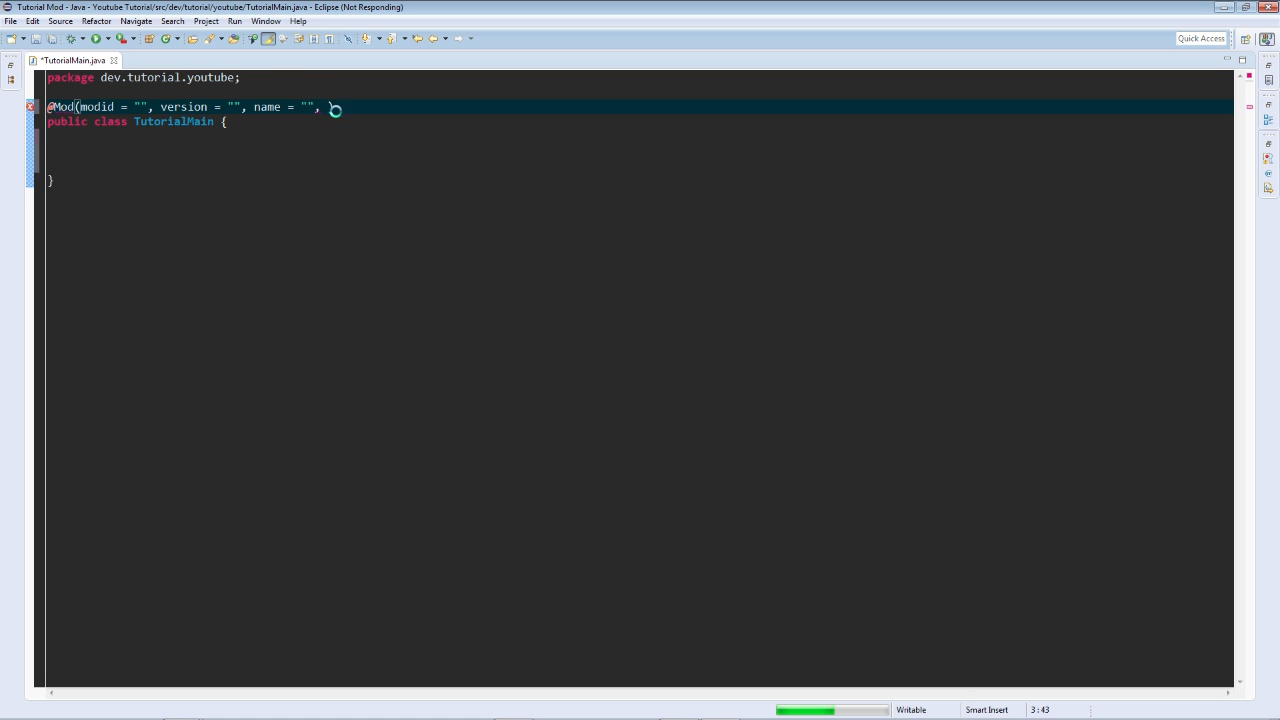 Tutorial Mod - Java - Youtube Tutorial/src/dev/tutorial/youtube/TutorialMain.java - Eclipse (Not Responding)
File Edit Source Refactor Navigate Search Project Run Window Help
Quick Access
*TutorialMain.java
package dev.tutorial.youtube;
@Mod(modid = "", version = "", name = "", )
public class TutorialMain {
}
Writable Smart Insert 3 : 43